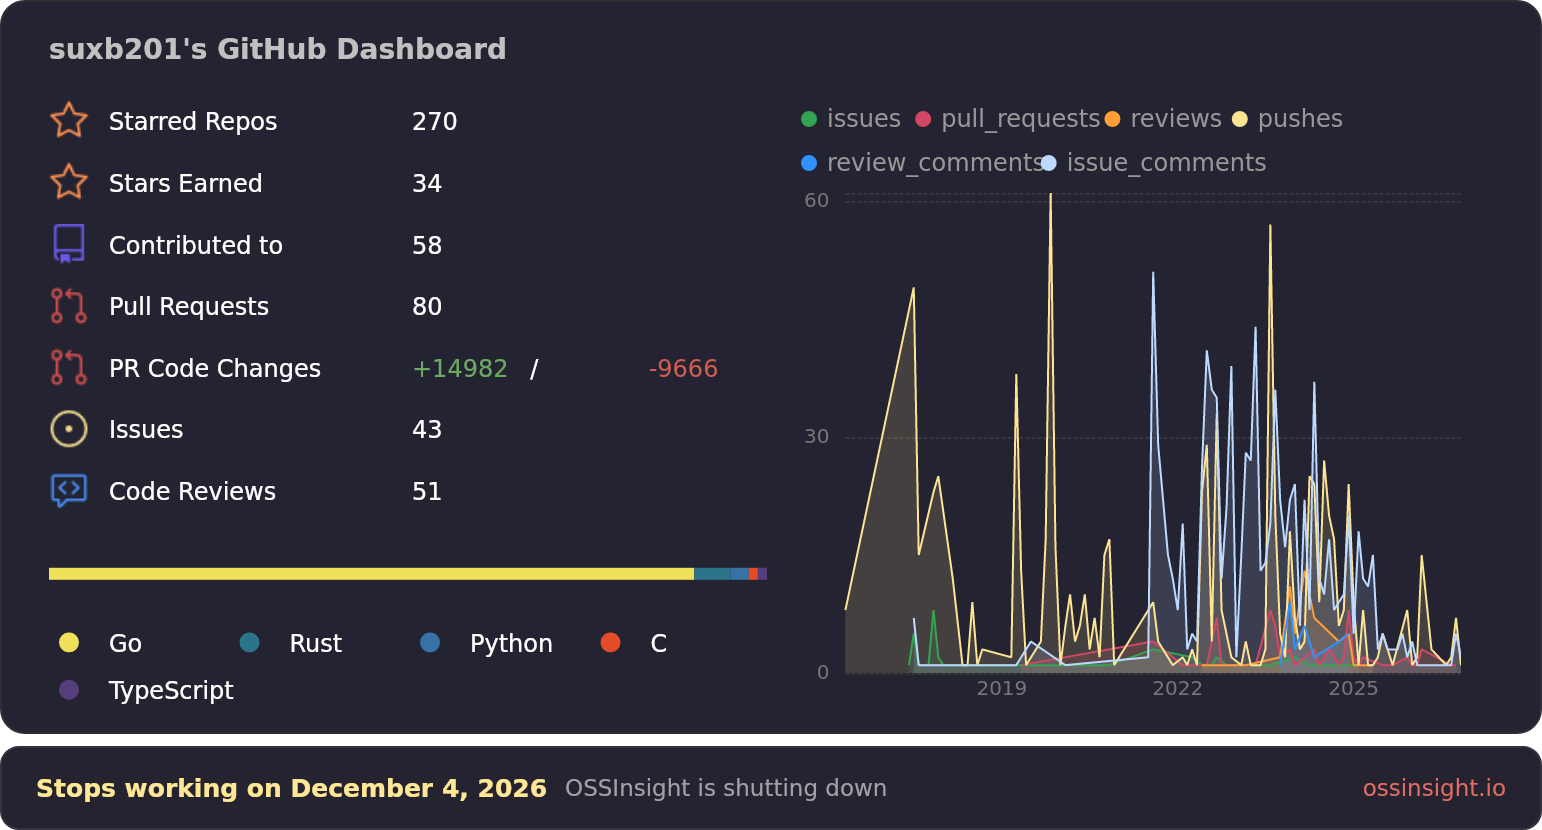 suxb201's GitHub Dashboard
Starred Repos 270
Stars Earned 34
Contributed to 58
Pull Requests 80
PR Code Changes +14982 / -9666
Issues 43
Code Reviews 51
Go Rust Python C
TypeScript
issues pull_requests reviews pushes
review_comments issue_comments
60
30
0
2019 2022 2025
Stops working on December 4, 2026 OSSInsight is shutting down ossinsight.io